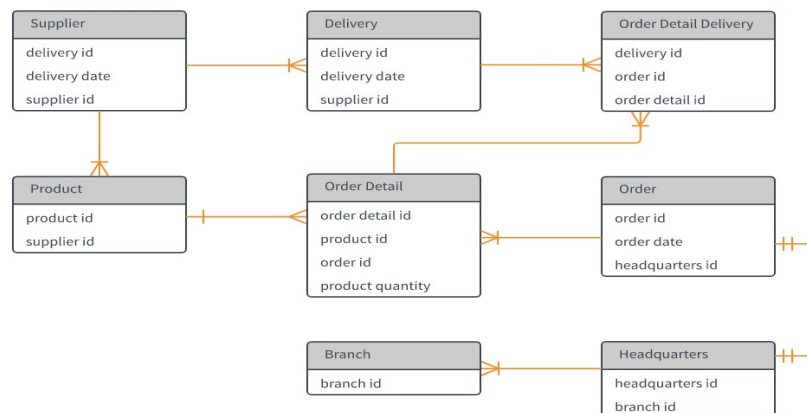 Supplier
delivery id
delivery date
supplier id
Delivery
delivery id
delivery date
supplier id
Order Detail Delivery
delivery id
order id
order detail id
Product
product id
supplier id
Order Detail
order detail id
product id
order id
product quantity
Order
order id
order date
headquarters id
Branch
branch id
Headquarters
headquarters id
branch id